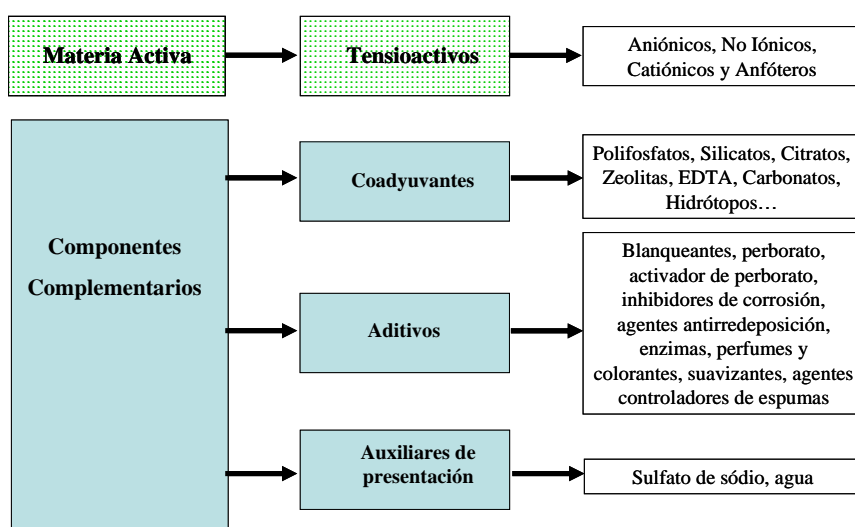 Materia Activa
Tensioactivos
Aniónicos, No Iónicos,
Catiónicos y Anfóteros
Componentes
Complementarios
Coadyuvantes
Polifosfatos, Silicatos, Citratos,
Zeolitas, EDTA, Carbonatos,
Hidrótopos…
Aditivos
Blanqueantes, perborato,
activador de perborato,
inhibidores de corrosión,
agentes antirredeposición,
enzimas, perfumes y
colorantes, suavizantes, agentes
controladores de espumas
Auxiliares de
presentación
Sulfato de sódio, agua